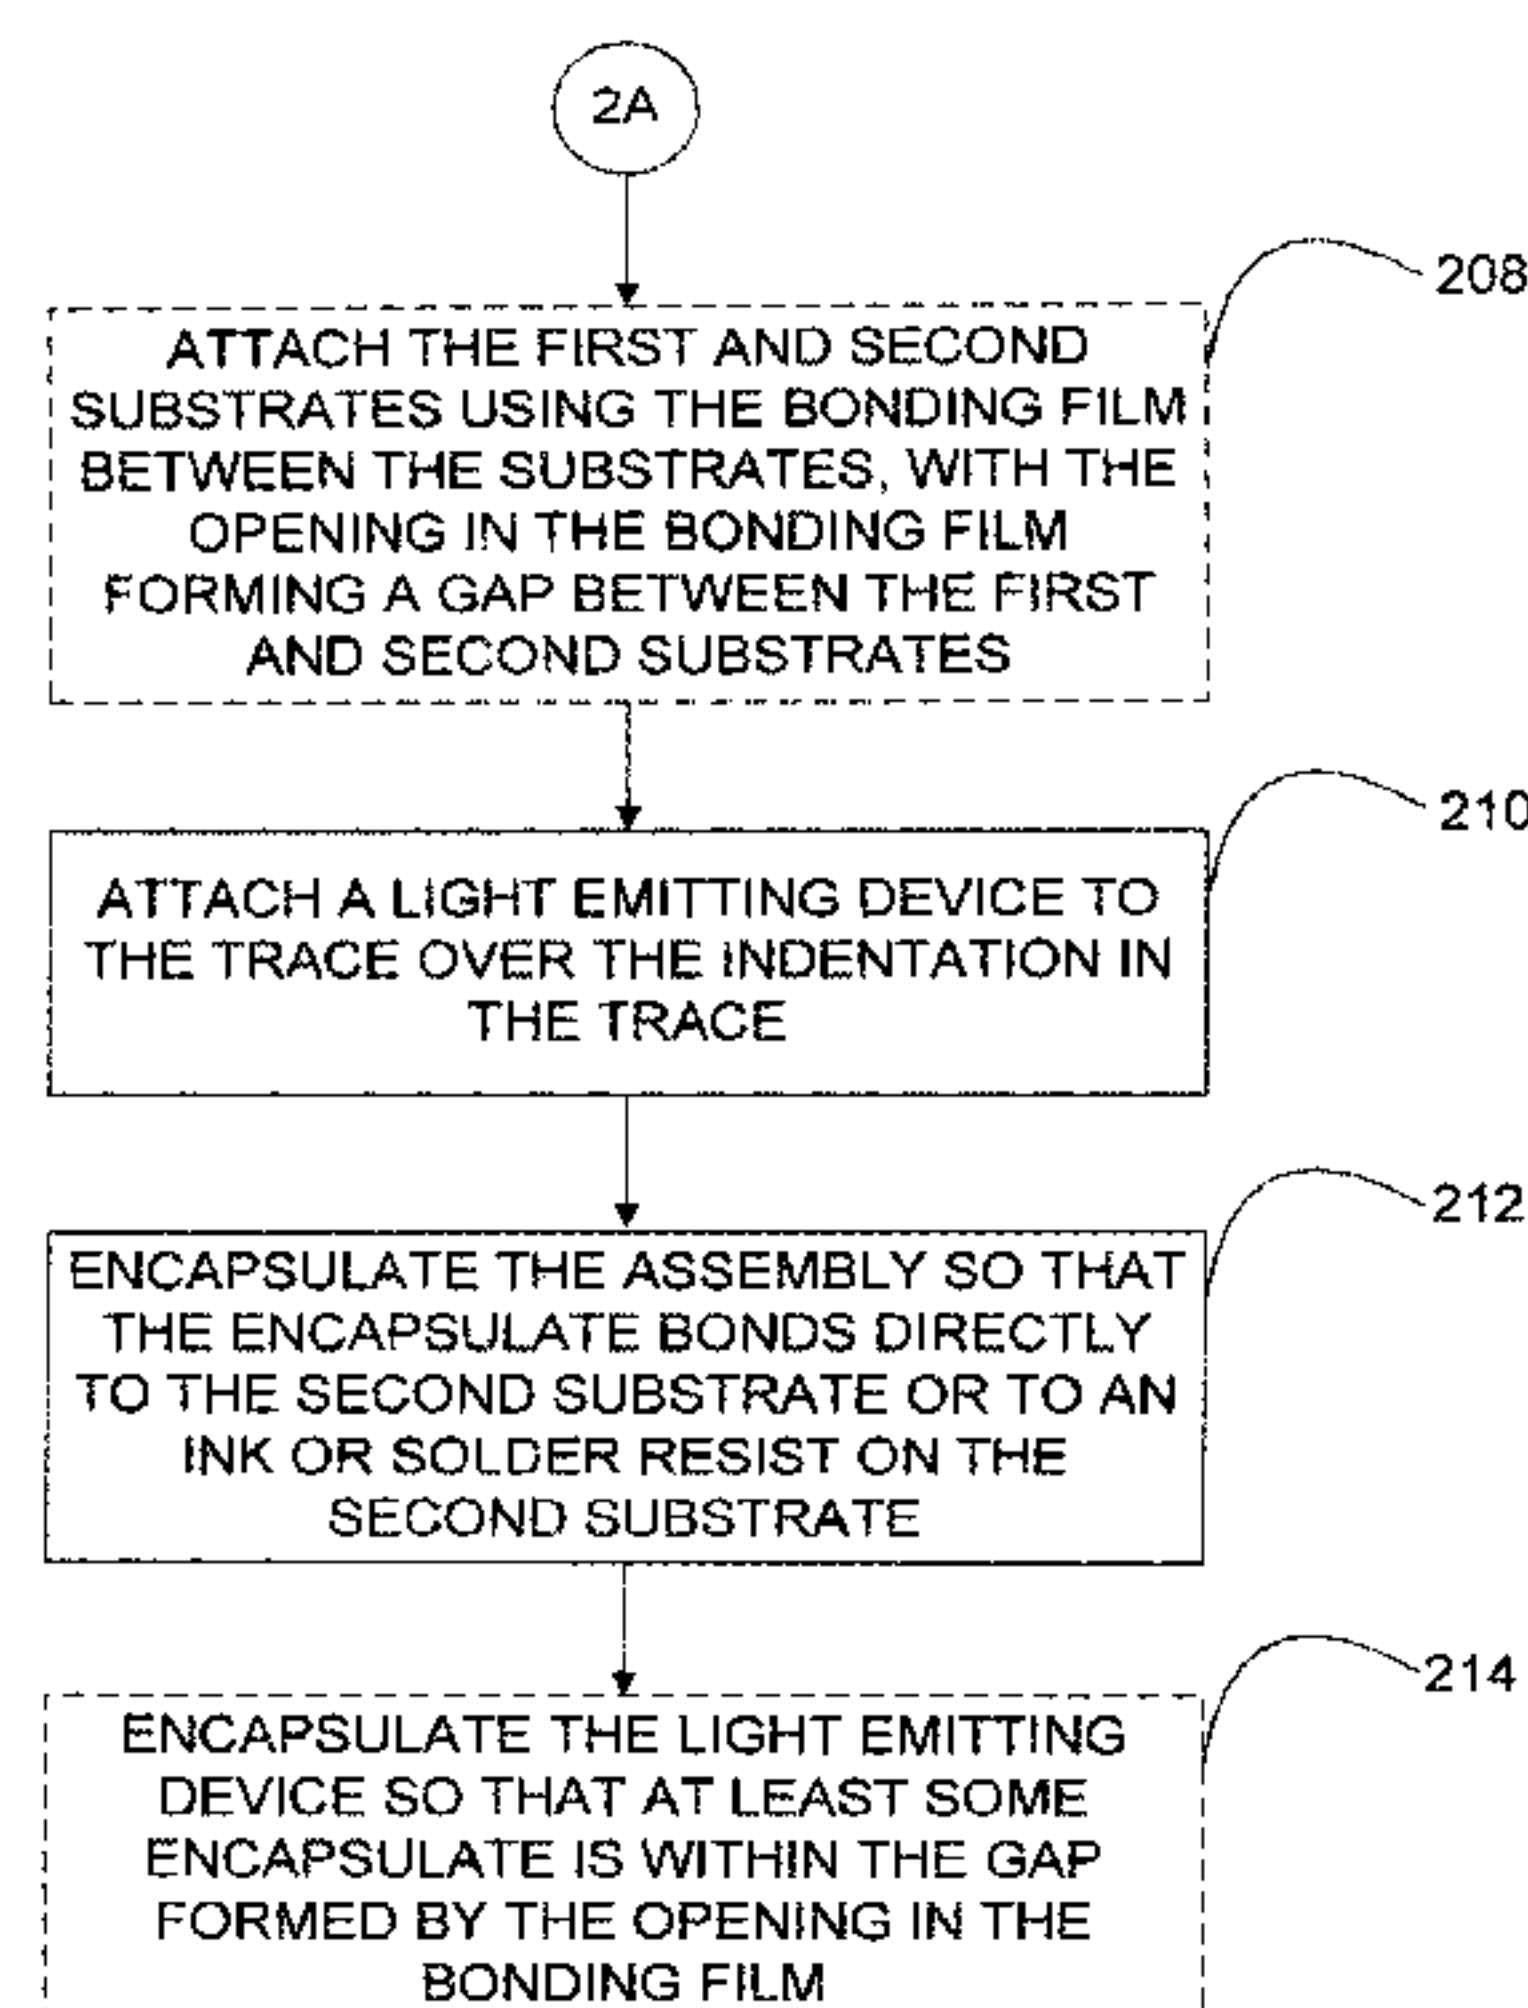 2A
208
ATTACH THE FIRST AND SECOND
SUBSTRATES USING THE BONDING FILM
BETWEEN THE SUBSTRATES, WITH THE
OPENING IN THE BONDING FILM
FORMING A GAP BETWEEN THE FIRST
AND SECOND SUBSTRATES
210
ATTACH A LIGHT EMITTING DEVICE TO
THE TRACE OVER THE INDENTATION IN
THE TRACE
212
ENCAPSULATE THE ASSEMBLY SO THAT
THE ENCAPSULATE BONDS DIRECTLY
TO THE SECOND SUBSTRATE OR TO AN
INK OR SOLDER RESIST ON THE
SECOND SUBSTRATE
214
ENCAPSULATE THE LIGHT EMITTING
DEVICE SO THAT AT LEAST SOME
ENCAPSULATE IS WITHIN THE GAP
FORMED BY THE OPENING IN THE
BONDING FILM